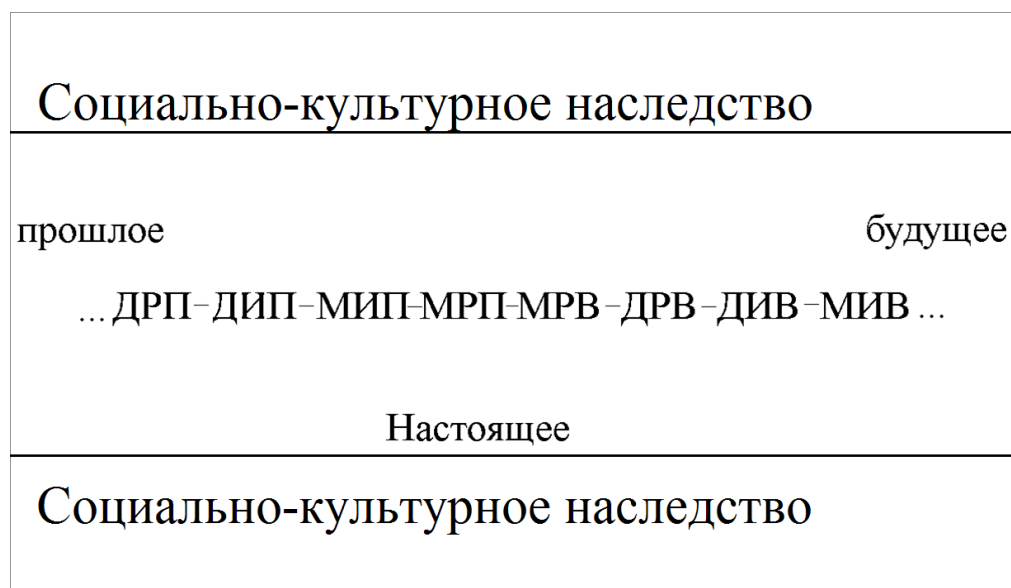 Социально-культурное наследство
прошлое будущее
... ДРП-ДИП-МИП-МРП-МРВ-ДРВ-ДИВ-МИВ ...
Настоящее
Социально-культурное наследство